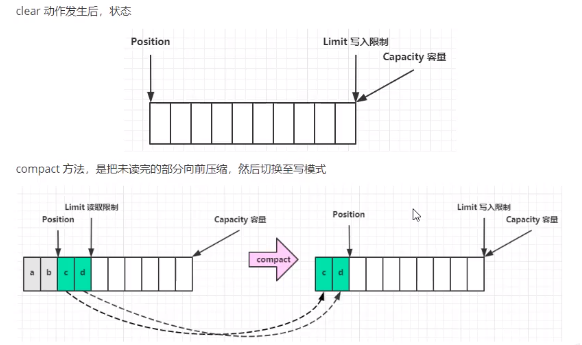 clear 动作发生后，状态
Position
Limit 写入限制
Capacity 容量
compact 方法，是把未读完的部分向前压缩，然后切换至写模式
Limit 读取限制
Position
Capacity 容量
a b c d
compact
Position
Limit 写入限制
Capacity 容量
c d